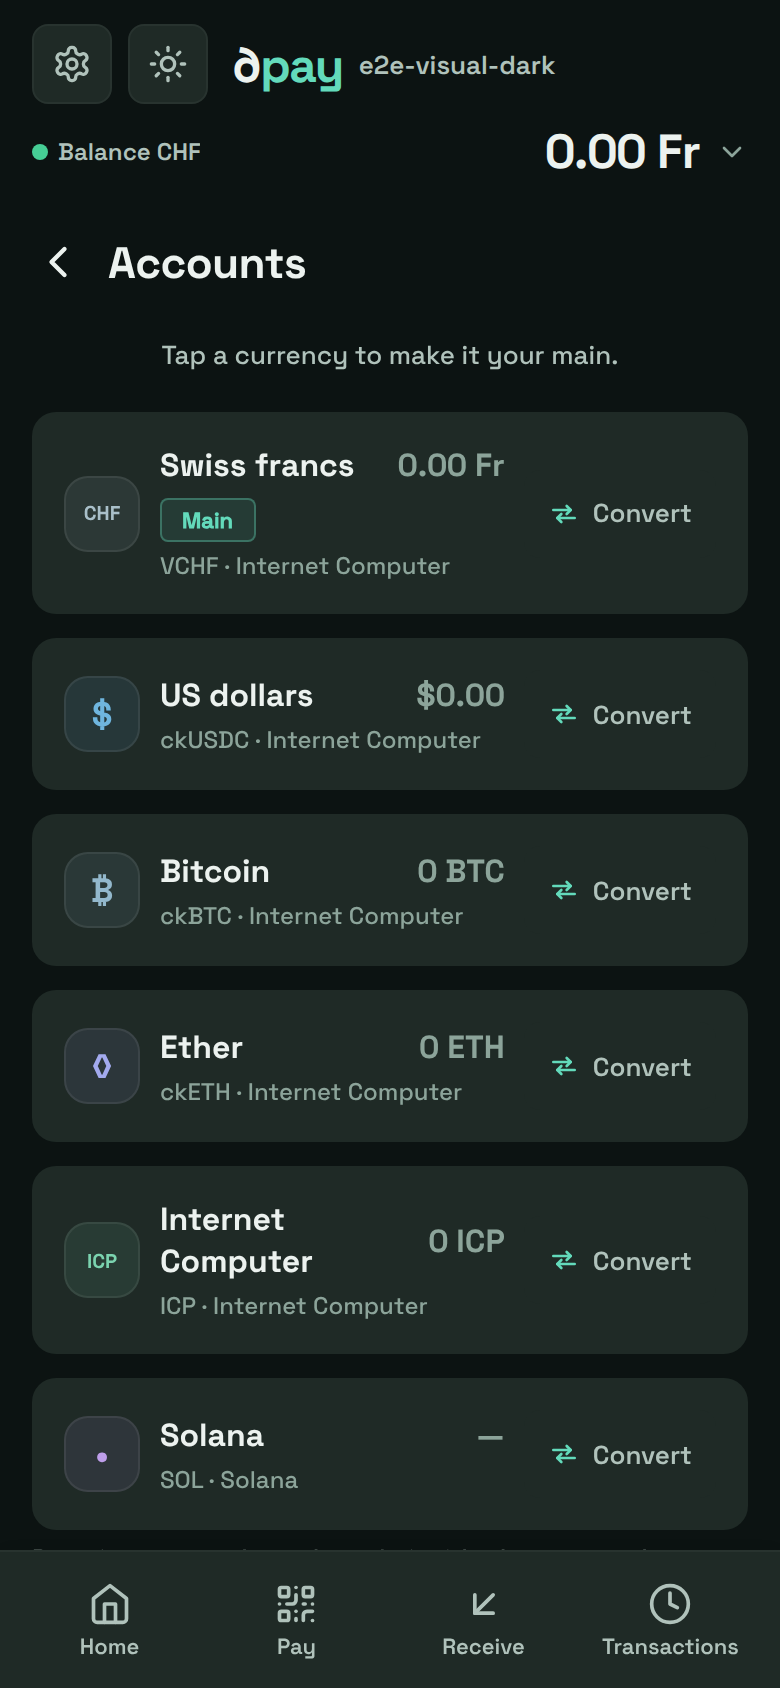 ∂pay e2e-visual-dark
Balance CHF 0.00 Fr
Accounts
Tap a currency to make it your main.
CHF Swiss francs 0.00 Fr
Main
VCHF · Internet Computer
Convert
$ US dollars $0.00
ckUSDC · Internet Computer
Convert
₿ Bitcoin 0 BTC
ckBTC · Internet Computer
Convert
Ether 0 ETH
ckETH · Internet Computer
Convert
ICP Internet Computer 0 ICP
ICP · Internet Computer
Convert
Solana —
SOL · Solana
Convert
Home Pay Receive Transactions